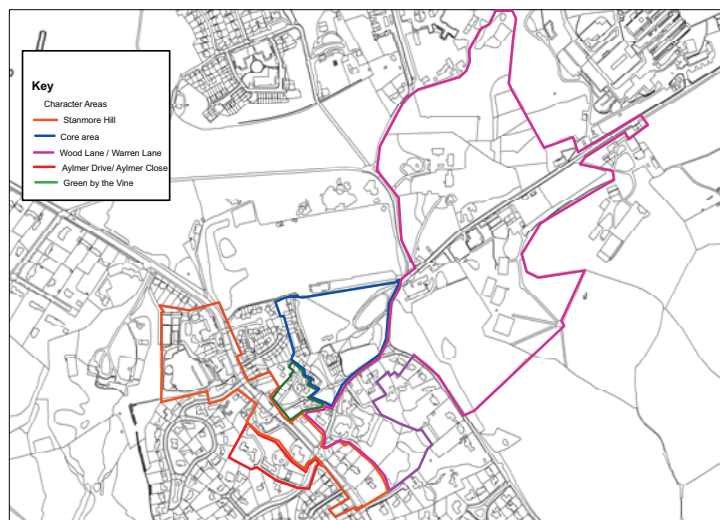 Key
Character Areas
Stanmore Hill
Core area
Wood Lane / Warren Lane
Aylmer Drive/ Aylmer Close
Green by the Vine